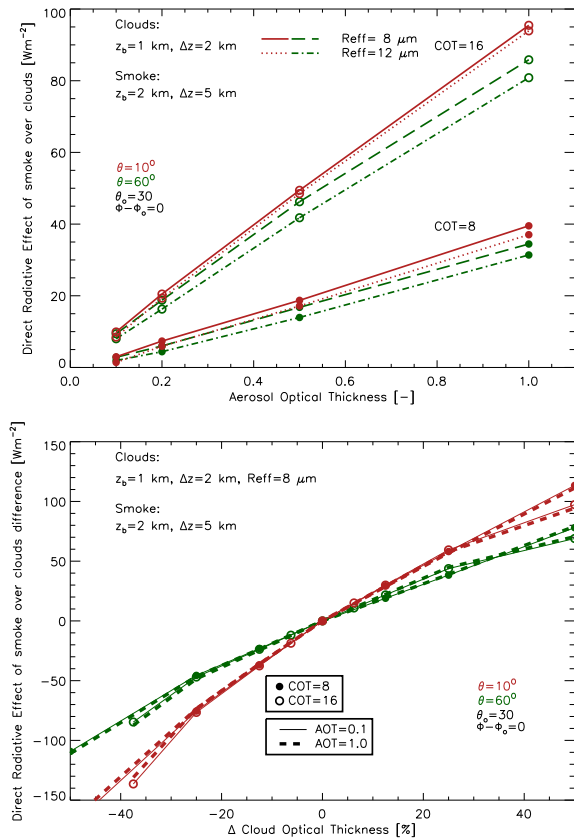 Clouds:
z_b=1 km, Δz=2 km
Reff= 8 μm
Reff=12 μm
COT=16
Smoke:
z_b=2 km, Δz=5 km
θ=10°
θ=60°
θ_o=30
Φ−Φ_o=0
COT=8
100
80
60
40
20
0
0.0 0.2 0.4 0.6 0.8 1.0
Aerosol Optical Thickness [-]
Direct Radiative Effect of smoke over clouds [Wm⁻²]
Clouds:
z_b=1 km, Δz=2 km, Reff=8 μm
Smoke:
z_b=2 km, Δz=5 km
COT=8
COT=16
AOT=0.1
AOT=1.0
θ=10°
θ=60°
θ_o=30
Φ−Φ_o=0
150
100
50
0
−50
−100
−150
−40 −20 0 20 40
Δ Cloud Optical Thickness [%]
Direct Radiative Effect of smoke over clouds difference [Wm⁻²]